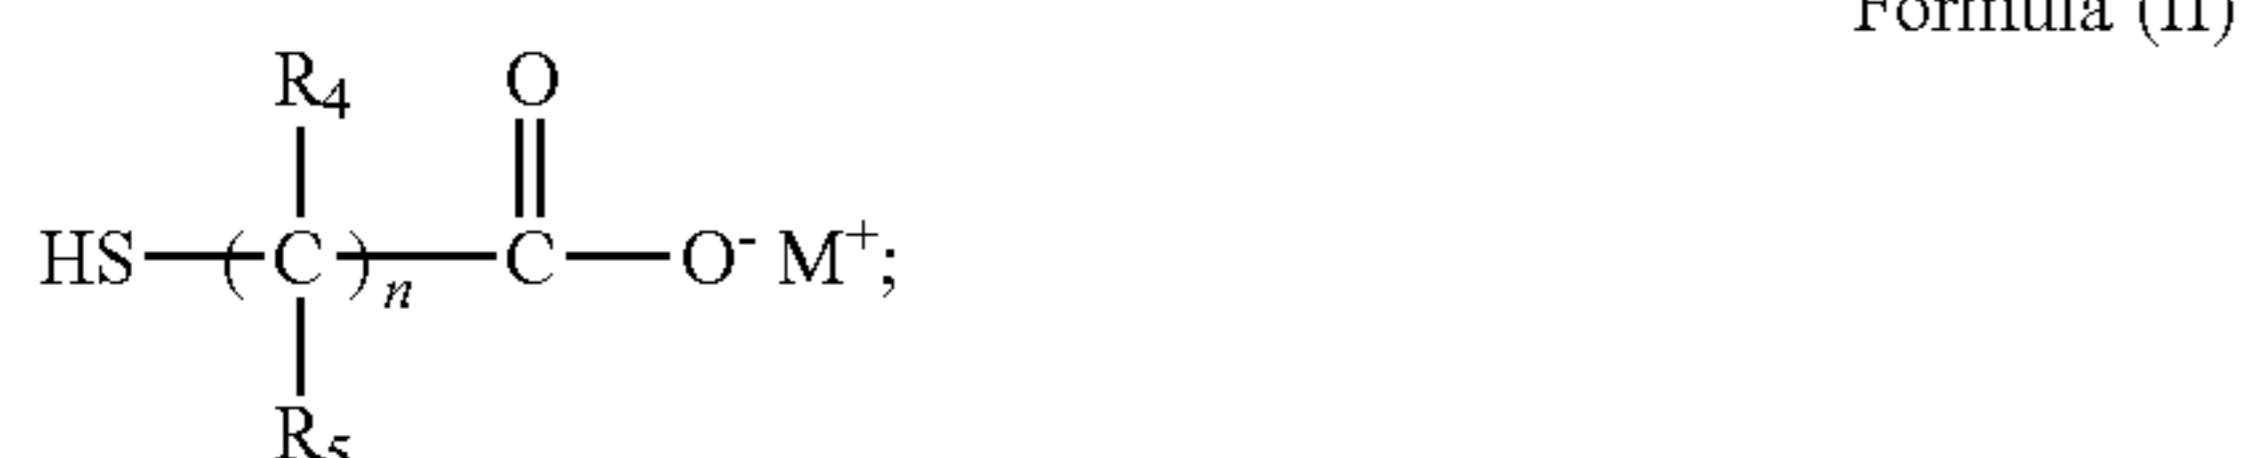 Formula (II)
R4 O
HS—(C)n—C—O- M+;
R5